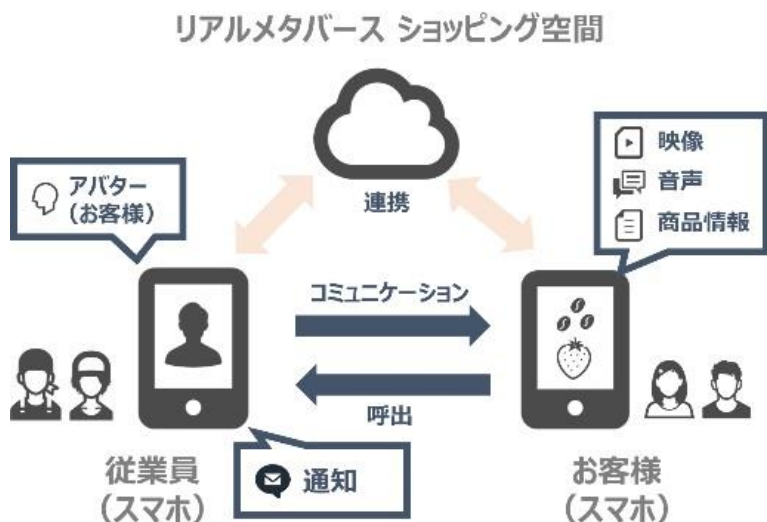 リアルメタバース ショッピング空間
アバター
（お客様）
連携
映像
音声
商品情報
コミュニケーション
呼出
従業員
（スマホ）
通知
お客様
（スマホ）